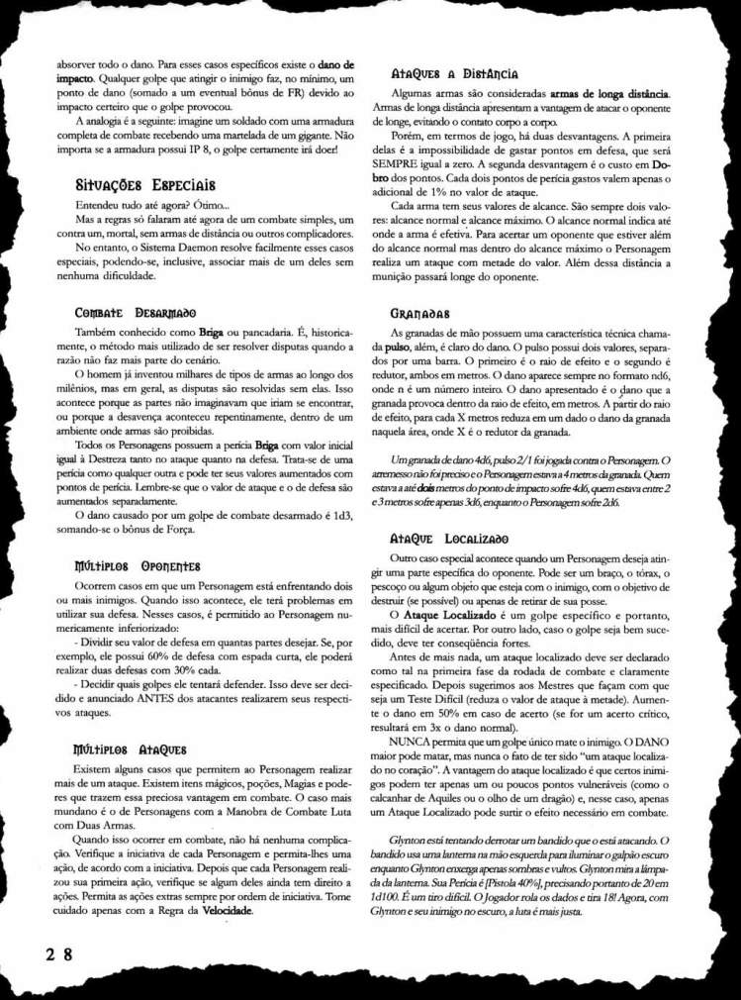 absorver todo o dano. Para esses casos específicos existe o dano de
impacto. Qualquer golpe que atingir o inimigo faz, no mínimo, um
ponto de dano (somado a um eventual bônus de FR) devido ao
impacto certeiro que o golpe provocou.
A analogia é a seguinte: imagine um soldado com uma armadura
completa de combate recebendo uma martelada de um gigante. Não
importa se a armadura possui IP 8, o golpe certamente irá doer!
Situações Especiais
Entendeu tudo até agora? Ótimo...
Mas a regras só falaram até agora de um combate simples, um
contra um, mortal, sem armas de distância ou outros complicadores.
No entanto, o Sistema Daemon resolve facilmente esses casos
especiais, podendo-se, inclusive, associar mais de um deles sem
nenhuma dificuldade.
Combate Desarmado
Também conhecido como Briga ou pancadaria. É, historica-
mente, o método mais utilizado de ser resolver disputas quando a
razão não faz mais parte do cenário.
O homem já inventou milhares de tipos de armas ao longo dos
milênios, mas em geral, as disputas são resolvidas sem elas. Isso
acontece porque as partes não imaginavam que iriam se encontrar,
ou porque a desavença aconteceu repentinamente, dentro de um
ambiente onde armas são proibidas.
Todos os Personagens possuem a perícia Briga com valor inicial
igual à Destreza tanto no ataque quanto na defesa. Trata-se de uma
perícia como qualquer outra e pode ter seus valores aumentados com
pontos de perícia. Lembre-se que o valor de ataque e o de defesa são
aumentados separadamente.
O dano causado por um golpe de combate desarmado é 1d3,
somando-se o bônus de Força.
Múltiplos Oponentes
Ocorrem casos em que um Personagem está enfrentando dois
ou mais inimigos. Quando isso acontece, ele terá problemas em
utilizar sua defesa. Nesses casos, é permitido ao Personagem nu-
mericamente inferiorizado:
- Dividir seu valor de defesa em quantas partes desejar. Se, por
exemplo, ele possui 60% de defesa com espada curta, ele poderá
realizar duas defesas com 30% cada.
- Decidir quais golpes ele tentará defender. Isso deve ser deci-
dido e anunciado ANTES dos atacantes realizarem seus respecti-
vos ataques.
Múltiplos Ataques
Existem alguns casos que permitem ao Personagem realizar
mais de um ataque. Existem itens mágicos, poções, Magias e pode-
res que trazem essa preciosa vantagem em combate. O caso mais
mundano é o de Personagens com a Manobra de Combate Luta
com Duas Armas.
Quando isso ocorrer em combate, não há nenhuma complica-
ção. Verifique a iniciativa de cada Personagem e permita-lhes uma
ação, de acordo com a iniciativa. Depois que cada Personagem reali-
zou sua primeira ação, verifique se algum deles ainda tem direito a
ações. Permita as ações extras sempre por ordem de iniciativa. Tome
cuidado apenas com a Regra da Velocidade.
Ataques a Distância
Algumas armas são consideradas armas de longa distância.
Armas de longa distância apresentam a vantagem de atacar o oponente
de longe, evitando o contato corpo a corpo.
Porém, em termos de jogo, há duas desvantagens. A primeira
delas é a impossibilidade de gastar pontos em defesa, que será
SEMPRE igual a zero. A segunda desvantagem é o custo em Do-
bro dos pontos. Cada dois pontos de perícia gastos valem apenas o
adicional de 1% no valor de ataque.
Cada arma tem seus valores de alcance. São sempre dois valo-
res: alcance normal e alcance máximo. O alcance normal indica até
onde a arma é efetiva. Para acertar um oponente que estiver além
do alcance normal mas dentro do alcance máximo o Personagem
realiza um ataque com metade do valor. Além dessa distância a
munição passará longe do oponente.
Granadas
As granadas de mão possuem uma característica técnica chama-
da pulso, além, é claro do dano. O pulso possui dois valores, separa-
dos por uma barra. O primeiro é o raio de efeito e o segundo é
redutor, ambos em metros. O dano aparece sempre no formato nd6,
onde n é um número inteiro. O dano apresentado é o dano que a
granada provoca dentro da raio de efeito, em metros. A partir do raio
de efeito, para cada X metros reduza em um dado o dano da granada
naquela área, onde X é o redutor da granada.
Um granada de dano 4d6, pulso 2/1 foi jogada contra o Personagem. O
arremesso não foi preciso e o Personagem estava a 4 metros da granada. Quem
estava a até dois metros do ponto de impacto sofre 4d6, quem estava entre 2
e 3 metros sofre apenas 3d6, enquanto o Personagem sofre 2d6.
Ataque Localizado
Outro caso especial acontece quando um Personagem deseja atin-
gir uma parte específica do oponente. Pode ser um braço, o tórax, o
pescoço ou algum objeto que esteja com o inimigo, com o objetivo de
destruir (se possível) ou apenas de retirar de sua posse.
O Ataque Localizado é um golpe específico e portanto,
mais difícil de acertar. Por outro lado, caso o golpe seja bem suce-
dido, deve ter conseqüência fortes.
Antes de mais nada, um ataque localizado deve ser declarado
como tal na primeira fase da rodada de combate e claramente
especificado. Depois sugerimos aos Mestres que façam com que
seja um Teste Difícil (reduza o valor de ataque à metade). Aumen-
te o dano em 50% em caso de acerto (se for um acerto crítico,
resultará em 3x o dano normal).
NUNCA permita que um golpe único mate o inimigo. O DANO
maior pode matar, mas nunca o fato de ter sido "um ataque localiza-
do no coração". A vantagem do ataque localizado é que certos inimi-
gos podem ter apenas um ou poucos pontos vulneráveis (como o
calcanhar de Aquiles ou o olho de um dragão) e, nesse caso, apenas
um Ataque Localizado pode surtir o efeito necessário em combate.
Glynton está tentando derrotar um bandido que o está atacando. O
bandido usa uma lanterna na mão esquerda para iluminar o galpão escuro
enquanto Glynton enxerga apenas sombras e vultos. Glynton mira a lâmpa-
da da lanterna. Sua Perícia é [Pistola 40%], precisando portanto de 20 em
1d100. É um tiro difícil. O Jogador rola os dados e tira 18! Agora, com
Glynton e seu inimigo no escuro, a luta é mais justa.
28